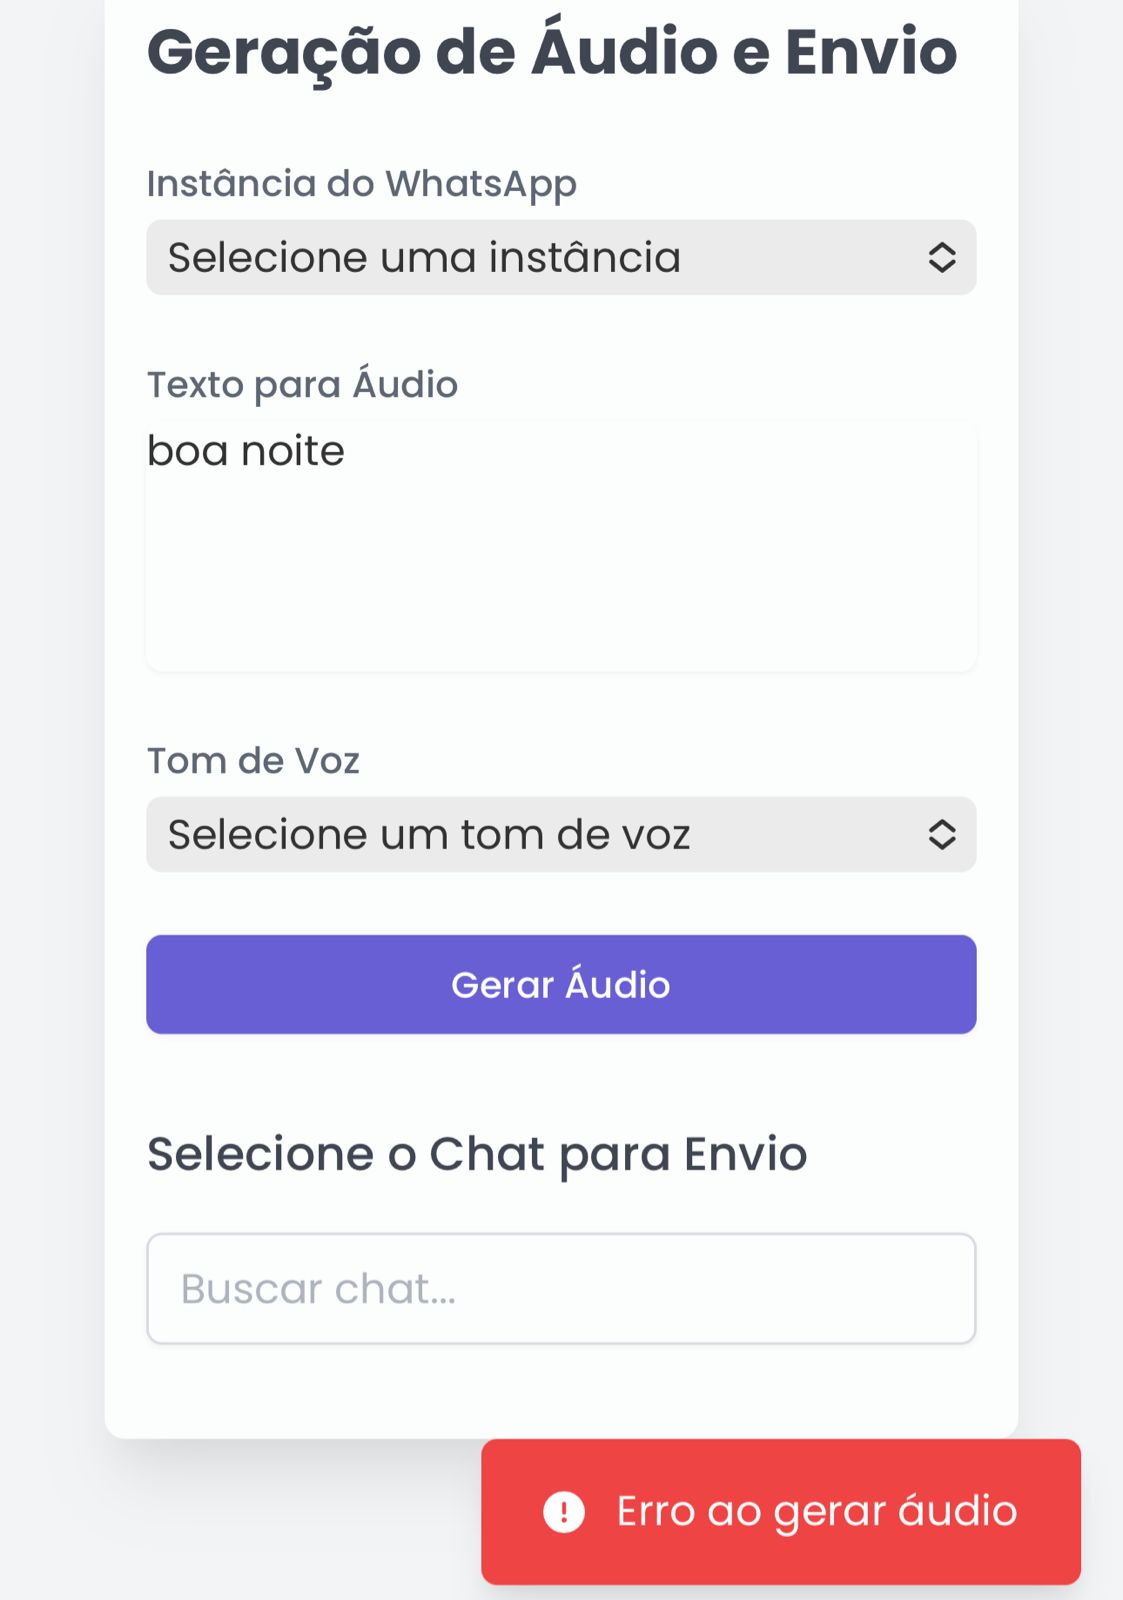 Geração de Áudio e Envio
Instância do WhatsApp
Selecione uma instância
Texto para Áudio
boa noite
Tom de Voz
Selecione um tom de voz
Gerar Áudio
Selecione o Chat para Envio
Buscar chat...
Erro ao gerar áudio